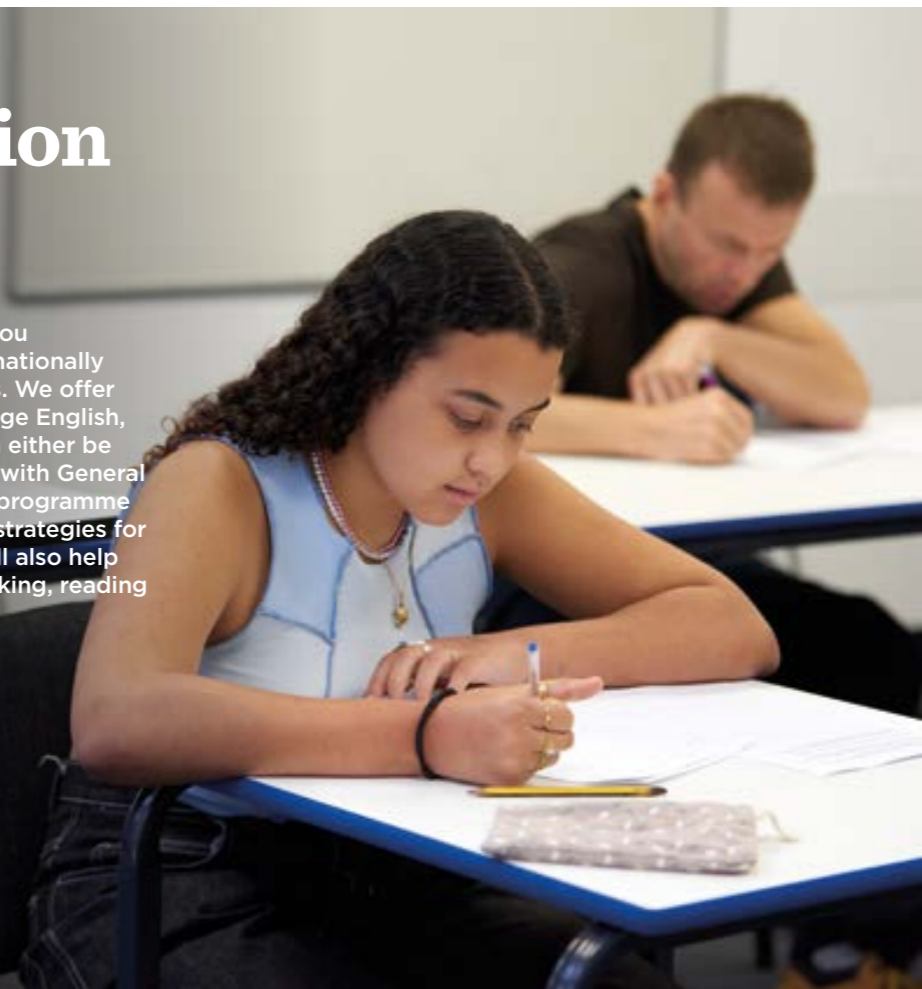 ion
ou
nationally
. We offer
ge English,
either be
with General
programme
strategies for
ll also help
king, reading